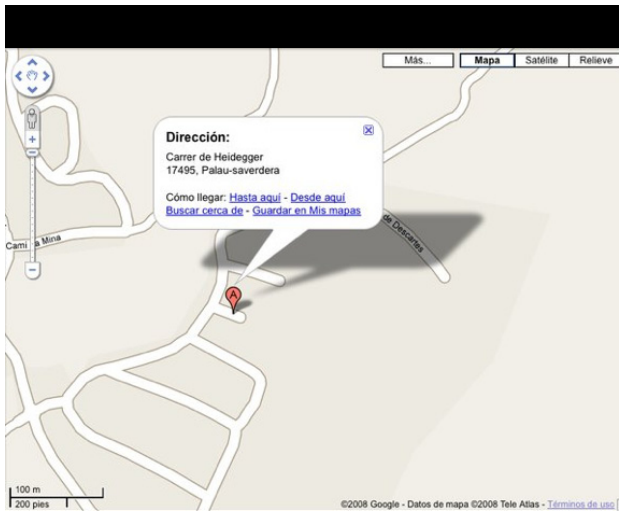 Más...
Mapa
Satélite
Relieve
Dirección:
Carrer de Heidegger
17495, Palau-saverdera
Cómo llegar: Hasta aquí - Desde aquí
Buscar cerca de - Guardar en Mis mapas
de Descartes
Cami
a Mina
A
100 m
200 pies
©2008 Google - Datos de mapa ©2008 Tele Atlas - Términos de uso